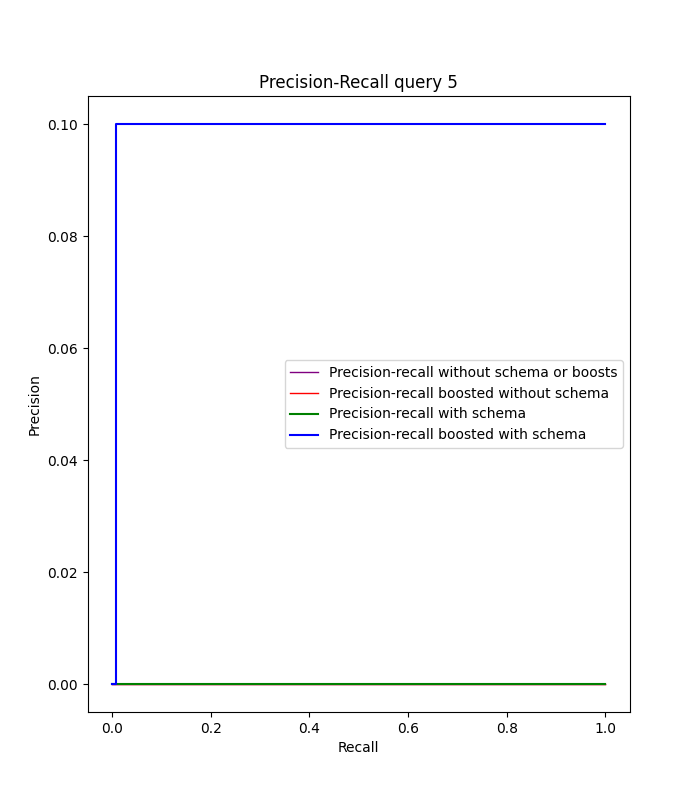 Precision-Recall query 5
0.10
0.08
0.06
0.04
0.02
0.00
Precision
Precision-recall without schema or boosts
Precision-recall boosted without schema
Precision-recall with schema
Precision-recall boosted with schema
0.0 0.2 0.4 0.6 0.8 1.0
Recall